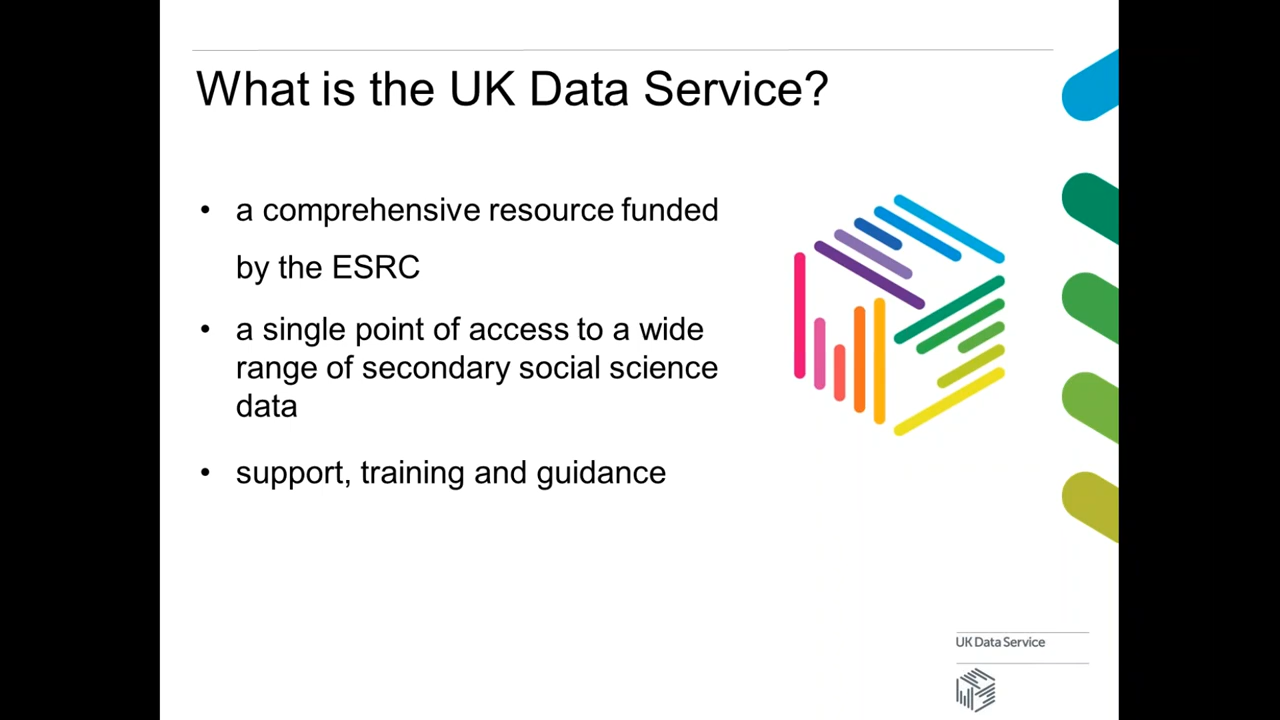 What is the UK Data Service?
• a comprehensive resource funded
by the ESRC
• a single point of access to a wide
range of secondary social science
data
• support, training and guidance
UK Data Service